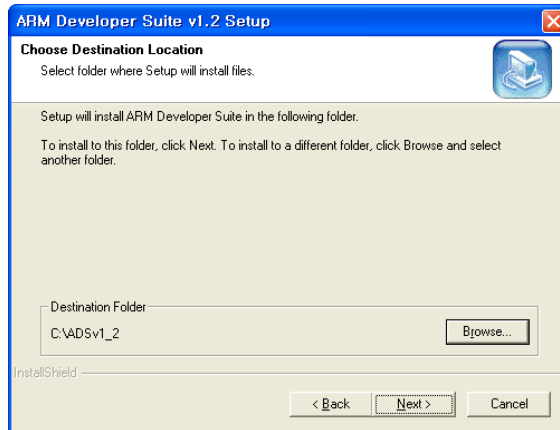 ARM Developer Suite v1.2 Setup
Choose Destination Location
Select folder where Setup will install files.
Setup will install ARM Developer Suite in the following folder.
To install to this folder, click Next. To install to a different folder, click Browse and select
another folder.
Destination Folder
C:\ADSv1_2
Browse...
InstallShield
< Back
Next >
Cancel